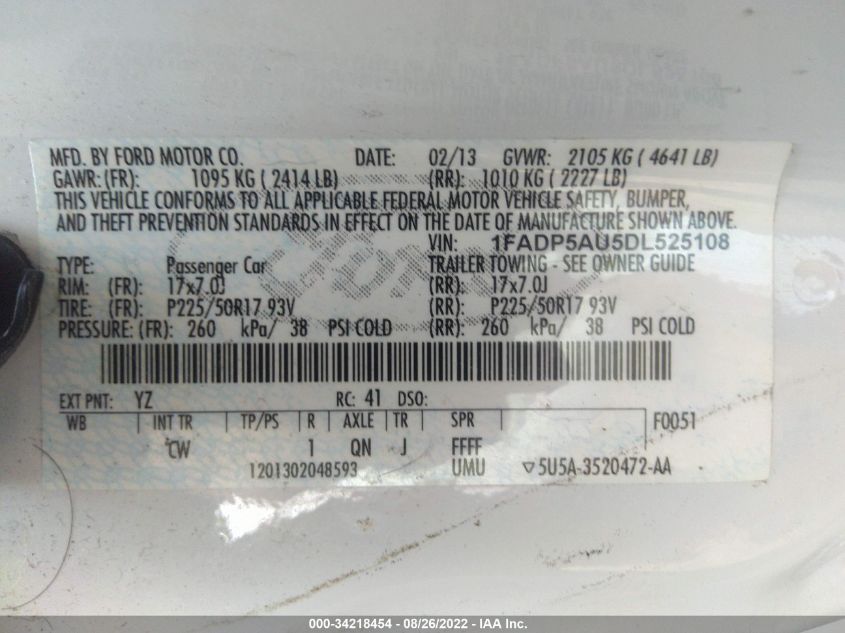 MFD. BY FORD MOTOR CO. DATE: 02/13 GVWR: 2105 KG ( 4641 LB)
GAWR: (FR): 1095 KG ( 2414 LB) (RR): 1010 KG ( 2227 LB)
THIS VEHICLE CONFORMS TO ALL APPLICABLE FEDERAL MOTOR VEHICLE SAFETY, BUMPER,
AND THEFT PREVENTION STANDARDS IN EFFECT ON THE DATE OF MANUFACTURE SHOWN ABOVE.
VIN: 1FADP5AU5DL525108
TYPE: Passenger Car TRAILER TOWING - SEE OWNER GUIDE
RIM: (FR): 17x7.0J (RR): 17x7.0J
TIRE: (FR): P225/50R17 93V (RR): P225/50R17 93V
PRESSURE: (FR): 260 kPa/ 38 PSI COLD (RR): 260 kPa/ 38 PSI COLD
EXT PNT: YZ RC: 41 DSO:
WB INT TR TP/PS R AXLE TR SPR F0051
CW 1 QN J FFFF
1201302048593 UMU ▽5U5A-3520472-AA
000-34218454 - 08/26/2022 - IAA Inc.